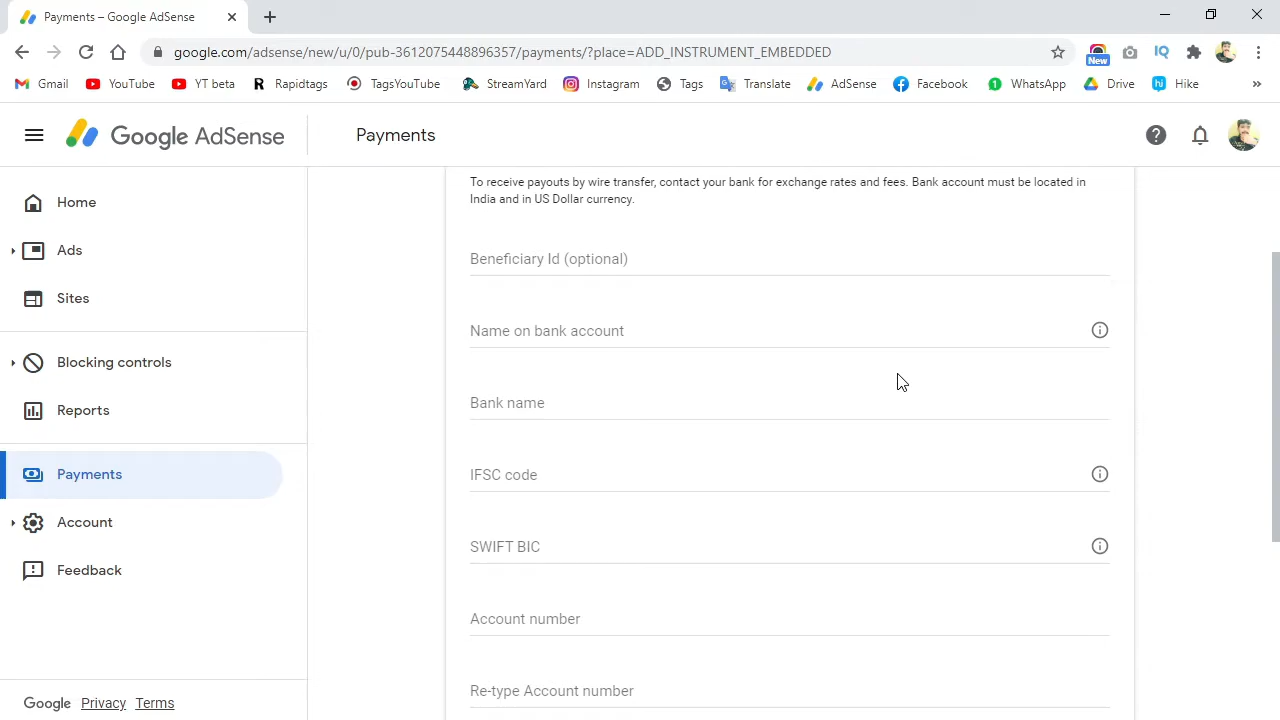 Payments – Google AdSense
google.com/adsense/new/u/0/pub-3612075448896357/payments/?place=ADD_INSTRUMENT_EMBEDDED
New
Gmail YouTube YT beta Rapidtags TagsYouTube StreamYard Instagram Tags Translate AdSense Facebook WhatsApp Drive Hike
Google AdSense
Payments
Home
Ads
Sites
Blocking controls
Reports
Payments
Account
Feedback
Google Privacy Terms
To receive payouts by wire transfer, contact your bank for exchange rates and fees. Bank account must be located in
India and in US Dollar currency.
Beneficiary Id (optional)
Name on bank account
Bank name
IFSC code
SWIFT BIC
Account number
Re-type Account number